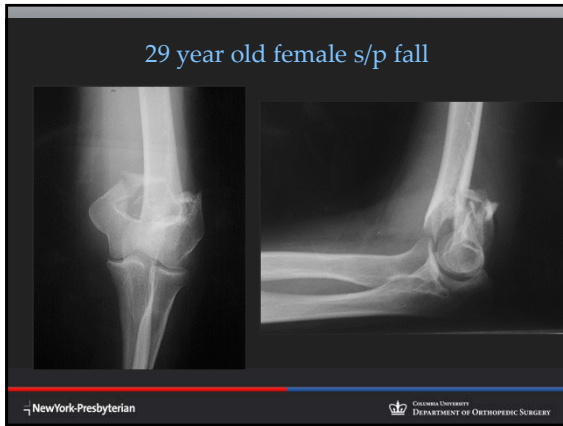 29 year old female s/p fall
NewYork-Presbyterian
COLUMBIA UNIVERSITY
DEPARTMENT OF ORTHOPEDIC SURGERY